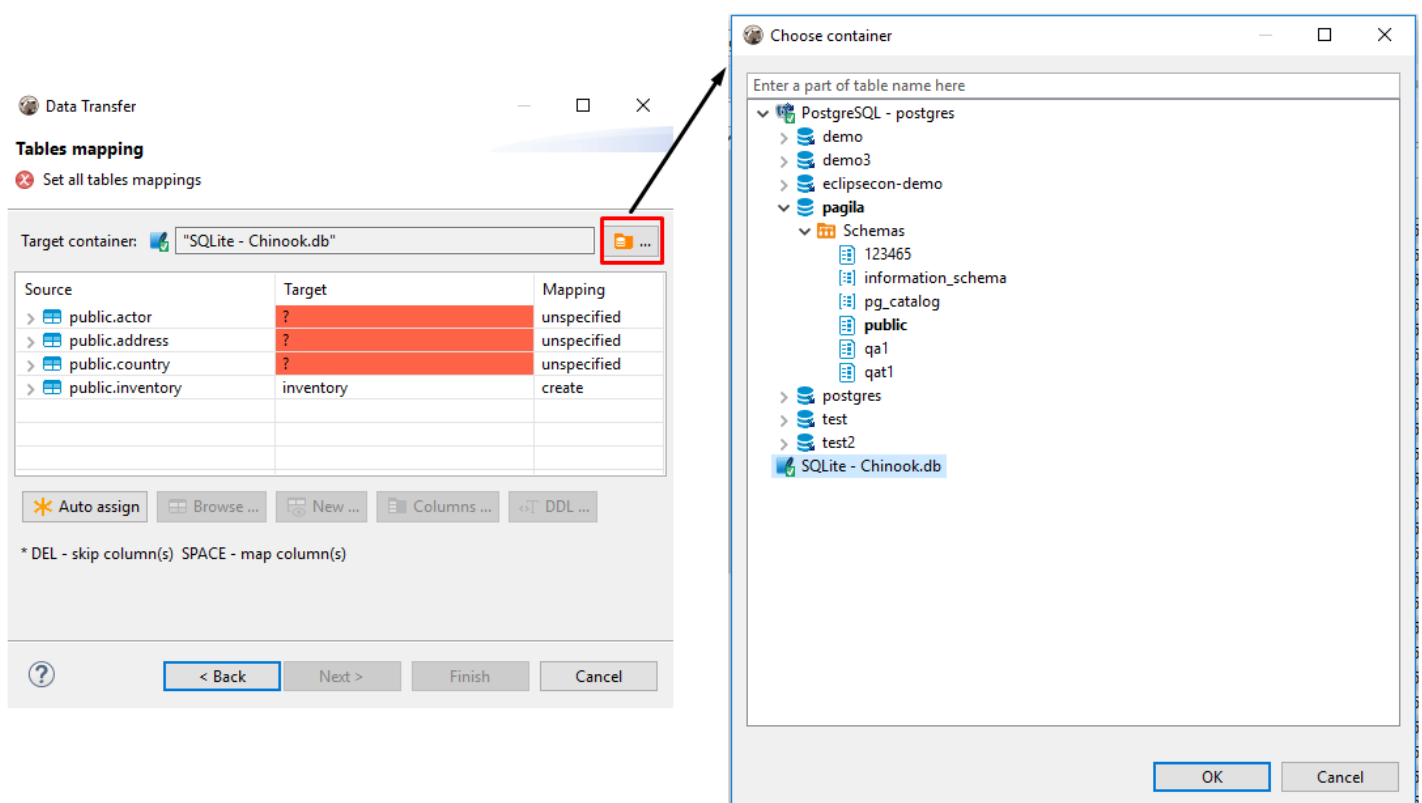 Data Transfer
Tables mapping
Set all tables mappings
Target container: "SQLite - Chinook.db" ...
Source Target Mapping
public.actor ? unspecified
public.address ? unspecified
public.country ? unspecified
public.inventory inventory create
Auto assign Browse ... New ... Columns ... DDL ...
* DEL - skip column(s) SPACE - map column(s)
? < Back Next > Finish Cancel
Choose container
Enter a part of table name here
PostgreSQL - postgres
demo
demo3
eclipsecon-demo
pagila
Schemas
123465
information_schema
pg_catalog
public
qa1
qat1
postgres
test
test2
SQLite - Chinook.db
OK Cancel